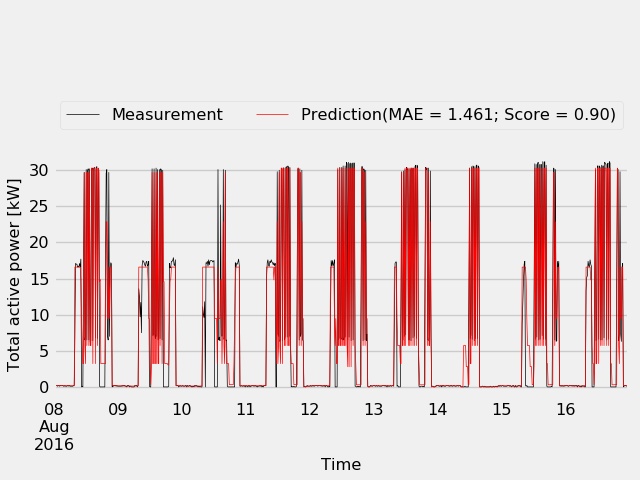 Measurement
Prediction(MAE = 1.461; Score = 0.90)
Total active power [kW]
30
25
20
15
10
5
0
08 09 10 11 12 13 14 15 16
Aug
2016
Time